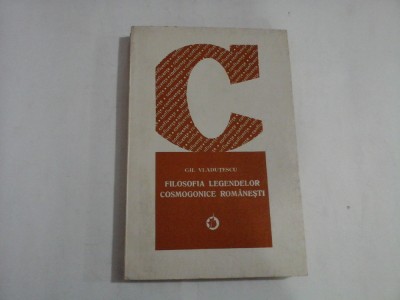 C
GH. VLĂDUȚESCU
FILOSOFIA LEGENDELOR
COSMOGONICE ROMÂNEȘTI